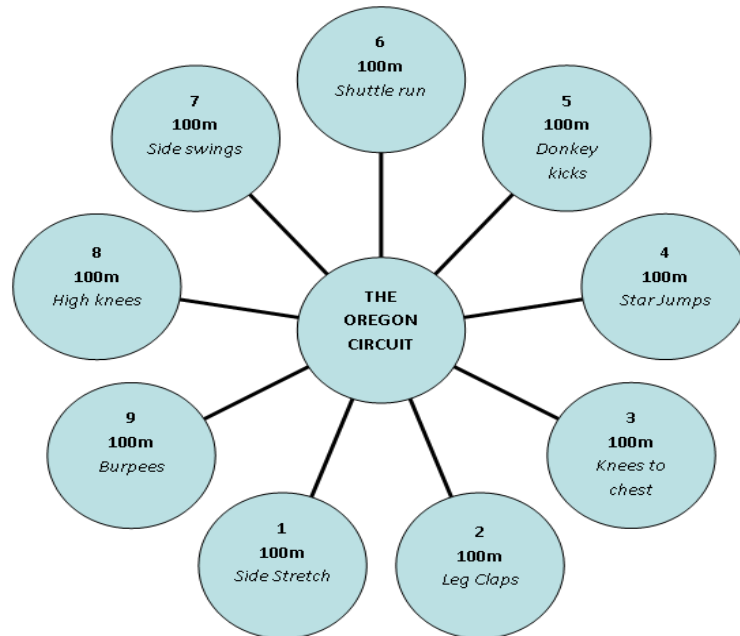 6
100m
Shuttle run
7
100m
Side swings
5
100m
Donkey
kicks
8
100m
High knees
4
100m
Star Jumps
THE
OREGON
CIRCUIT
9
100m
Burpees
3
100m
Knees to
chest
1
100m
Side Stretch
2
100m
Leg Claps